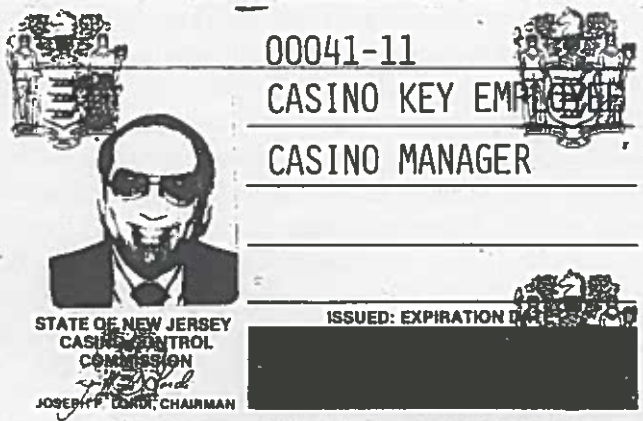 00041-11
CASINO KEY EMPLOYEE
CASINO MANAGER
ISSUED: EXPIRATION DATE
STATE OF NEW JERSEY
CASINO CONTROL
COMMISSION
JOSEPH P. LORDI, CHAIRMAN